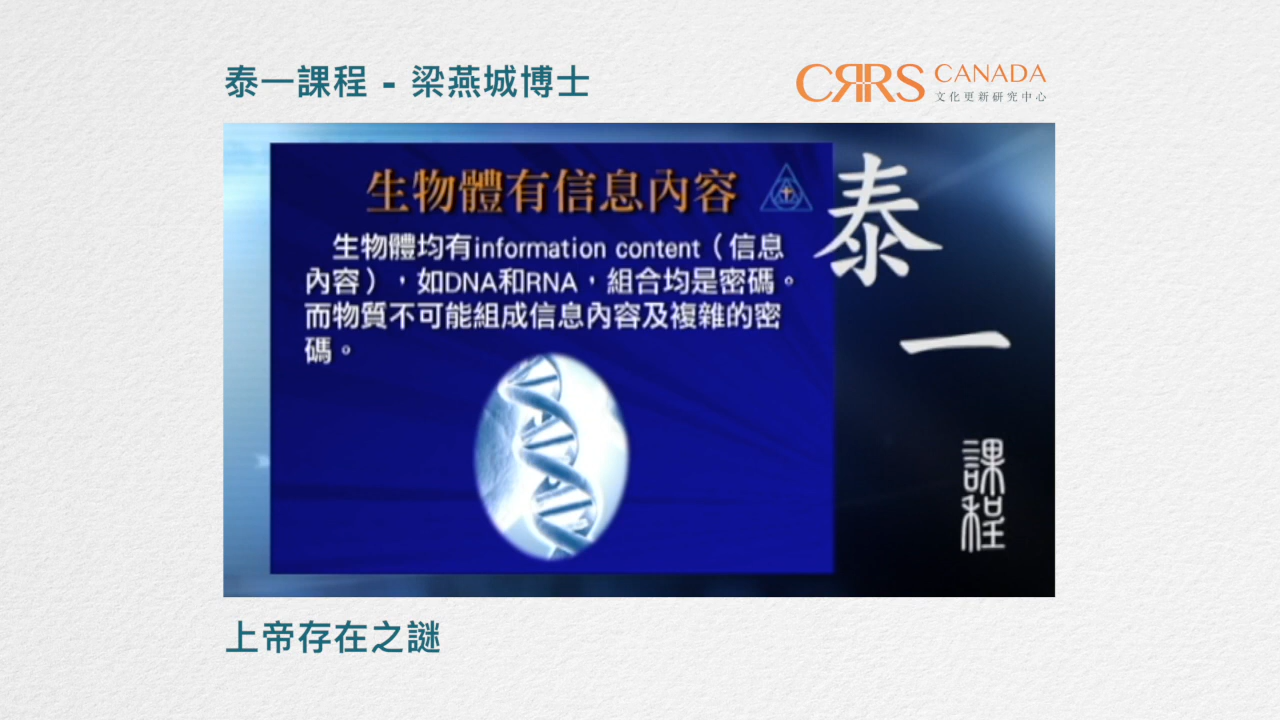 泰一課程 - 梁燕城博士
CRRS CANADA
文化更新研究中心
生物體有信息內容
生物體均有information content（信息
內容），如DNA和RNA，組合均是密碼。
而物質不可能組成信息內容及複雜的密
碼。
泰一
課程
上帝存在之謎